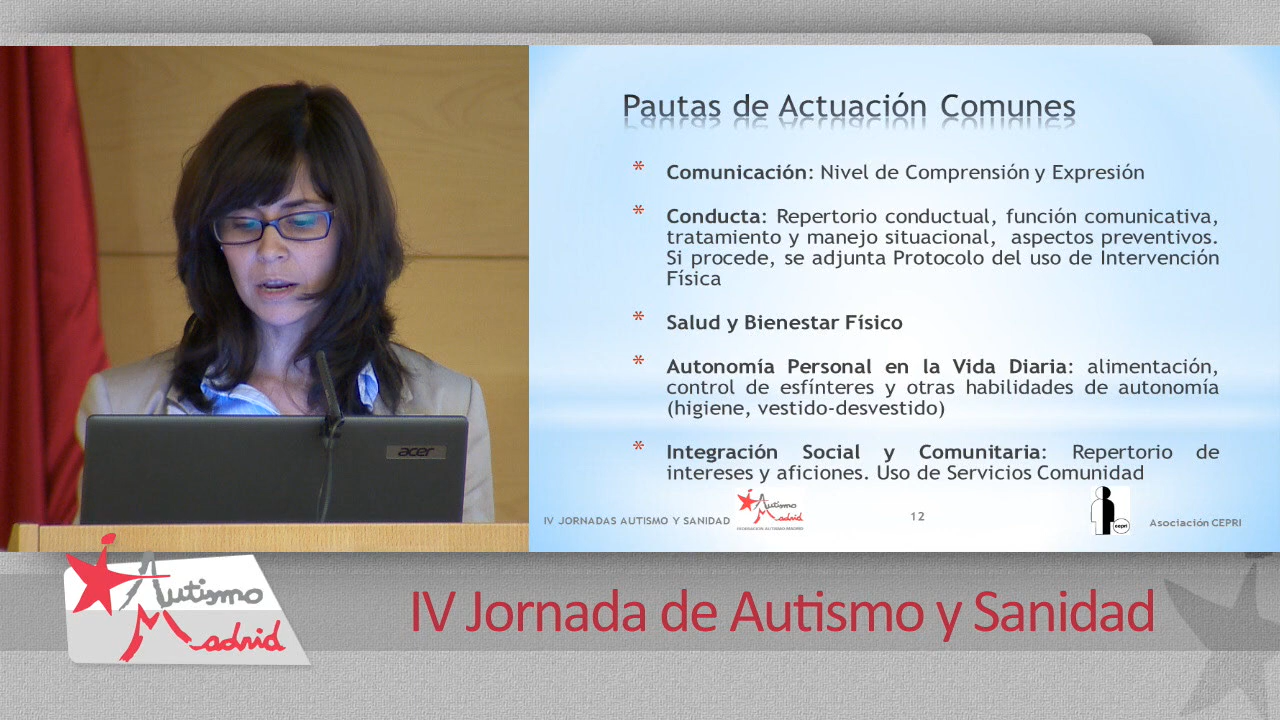 Pautas de Actuación Comunes
* Comunicación: Nivel de Comprensión y Expresión
* Conducta: Repertorio conductual, función comunicativa,
tratamiento y manejo situacional, aspectos preventivos.
Si procede, se adjunta Protocolo del uso de Intervención
Física
* Salud y Bienestar Físico
* Autonomía Personal en la Vida Diaria: alimentación,
control de esfínteres y otras habilidades de autonomía
(higiene, vestido-desvestido)
* Integración Social y Comunitaria: Repertorio de
intereses y aficiones. Uso de Servicios Comunidad
IV JORNADAS AUTISMO Y SANIDAD
Autismo
Madrid
FEDERACIÓN AUTISMO MADRID
12
cepri
Asociación CEPRI
acer
Autismo
Madrid
IV Jornada de Autismo y Sanidad